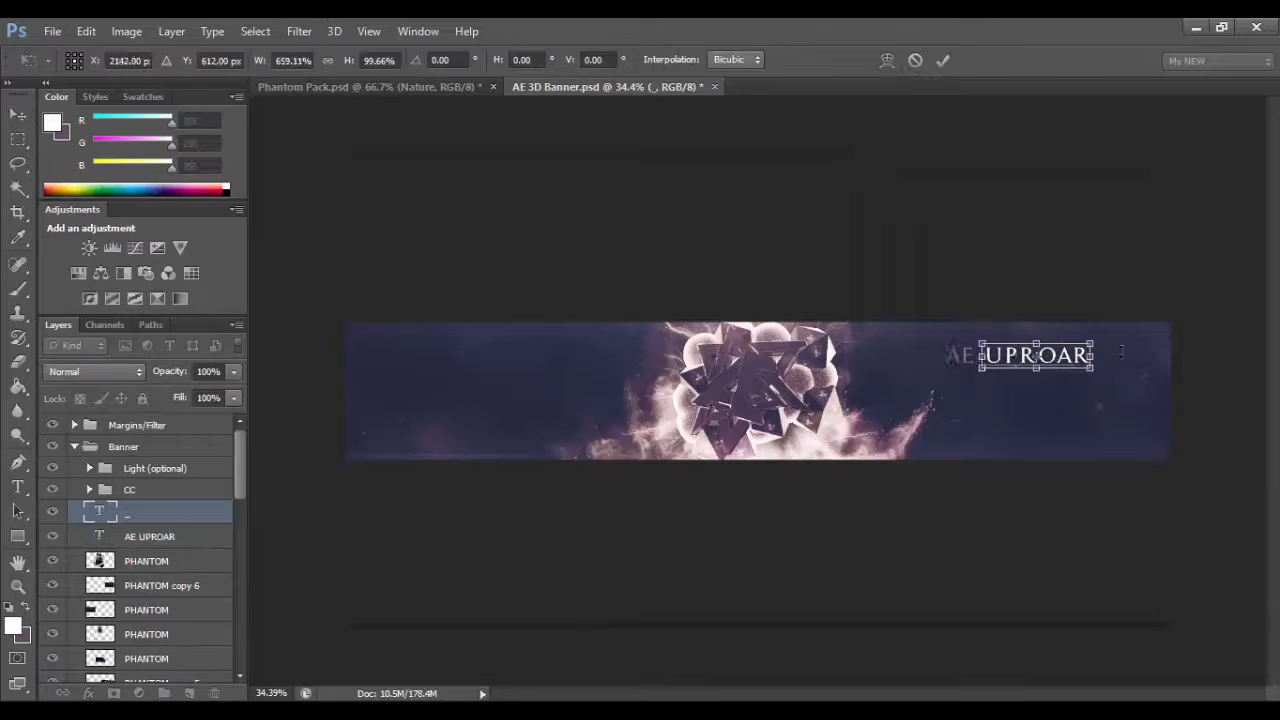 Ps File Edit Image Layer Type Select Filter 3D View Window Help
X: 2142.00 px Y: 612.00 px W: 659.11% H: 99.66% 0.00 ° H: 0.00 ° V: 0.00 ° Interpolation: Bicubic My NEW
Phantom Pack.psd @ 66.7% (Nature, RGB/8) * × AE 3D Banner.psd @ 34.4% (_, RGB/8) * ×
Color Styles Swatches
R
G
B
Adjustments
Add an adjustment
Layers Channels Paths
Kind
Normal Opacity: 100%
Lock: Fill: 100%
Margins/Filter
Banner
Light (optional)
CC
T _
T AE UPROAR
PHANTOM
PHANTOM copy 6
PHANTOM
PHANTOM
PHANTOM
AE UPROAR
34.39% Doc: 10.5M/178.4M